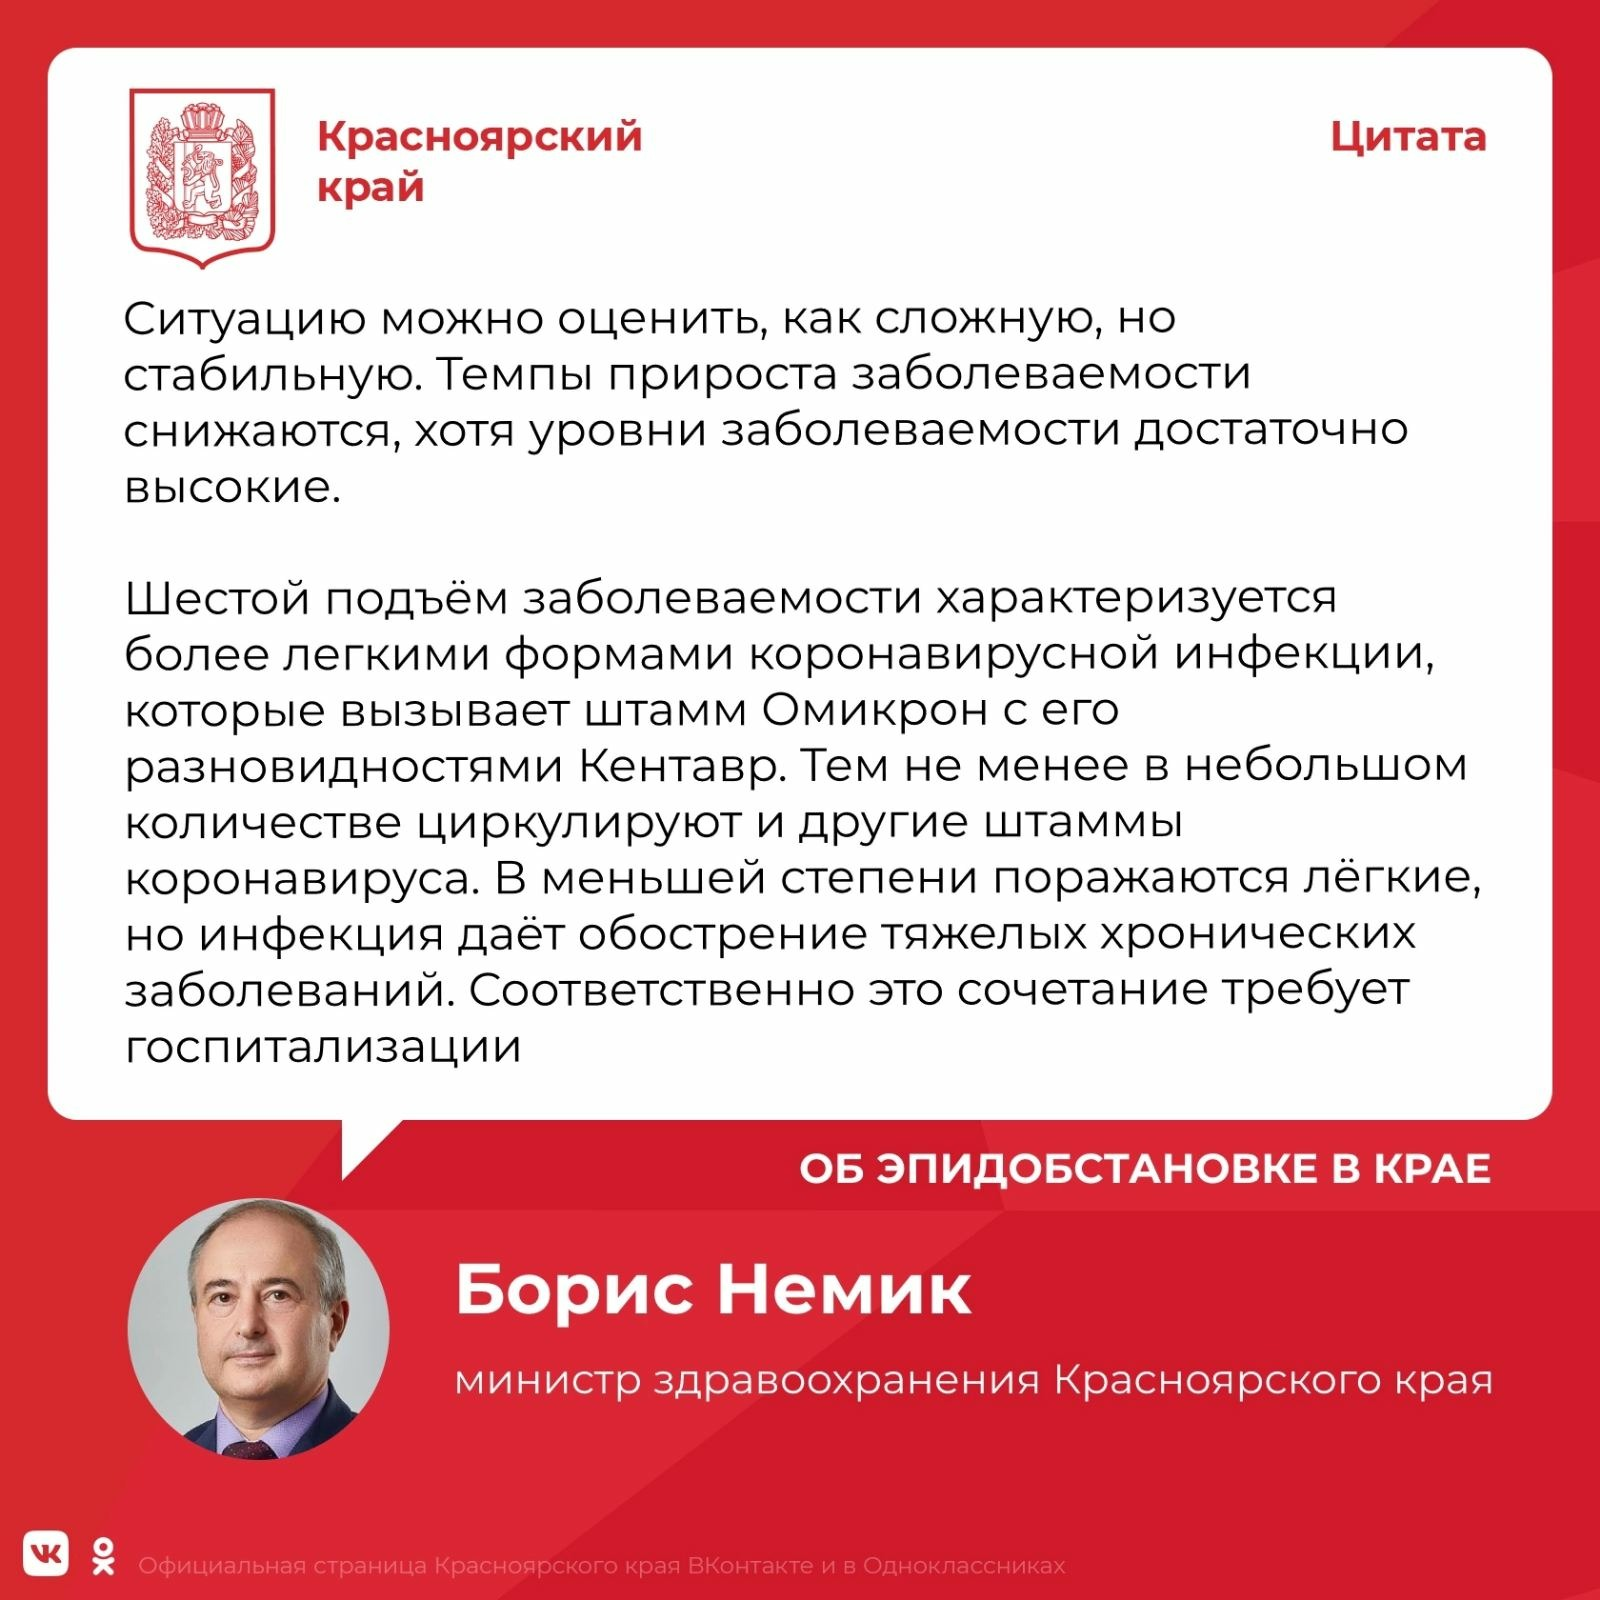 Красноярский
край
Цитата
Ситуацию можно оценить, как сложную, но
стабильную. Темпы прироста заболеваемости
снижаются, хотя уровни заболеваемости достаточно
высокие.
Шестой подъём заболеваемости характеризуется
более легкими формами коронавирусной инфекции,
которые вызывает штамм Омикрон с его
разновидностями Кентавр. Тем не менее в небольшом
количестве циркулируют и другие штаммы
коронавируса. В меньшей степени поражаются лёгкие,
но инфекция даёт обострение тяжелых хронических
заболеваний. Соответственно это сочетание требует
госпитализации
ОБ ЭПИДОБСТАНОВКЕ В КРАЕ
Борис Немик
министр здравоохранения Красноярского края
Официальная страница Красноярского края ВКонтакте и в Одноклассниках